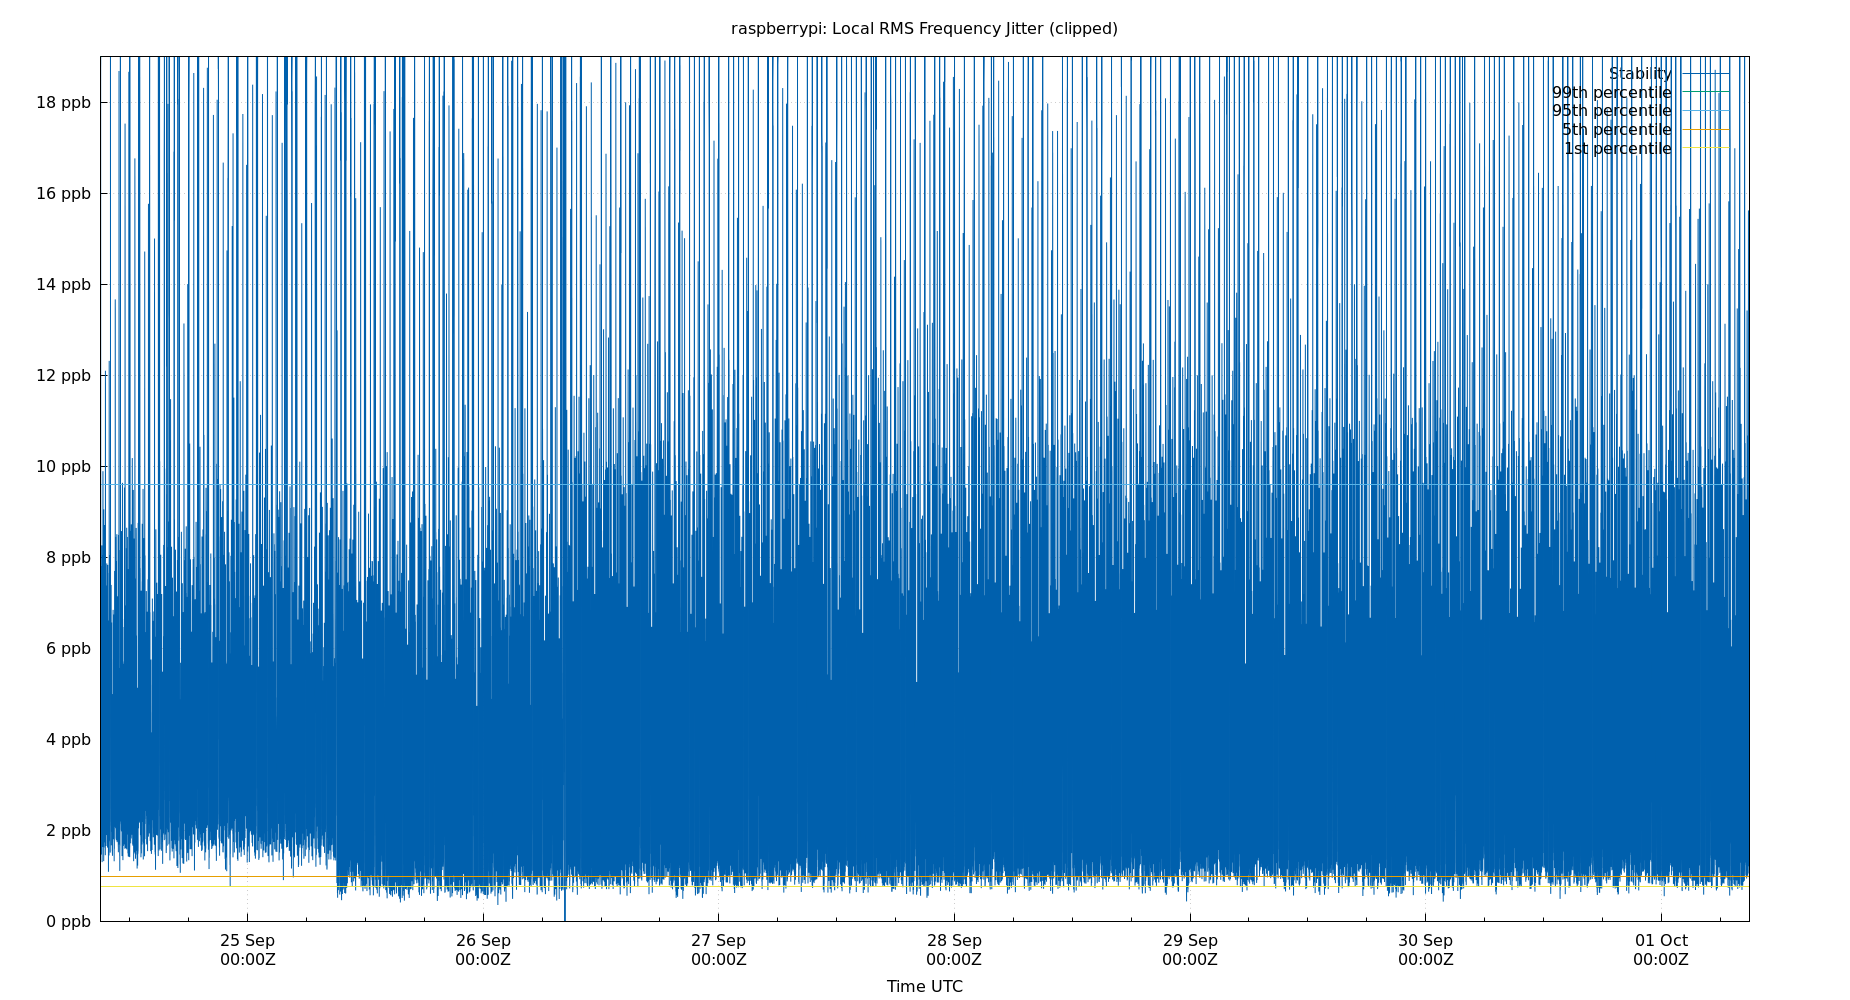 raspberrypi: Local RMS Frequency Jitter (clipped)
Stability
99th percentile
95th percentile
5th percentile
1st percentile
18 ppb
16 ppb
14 ppb
12 ppb
10 ppb
8 ppb
6 ppb
4 ppb
2 ppb
0 ppb
25 Sep 26 Sep 27 Sep 28 Sep 29 Sep 30 Sep 01 Oct
00:00Z 00:00Z 00:00Z 00:00Z 00:00Z 00:00Z 00:00Z
Time UTC